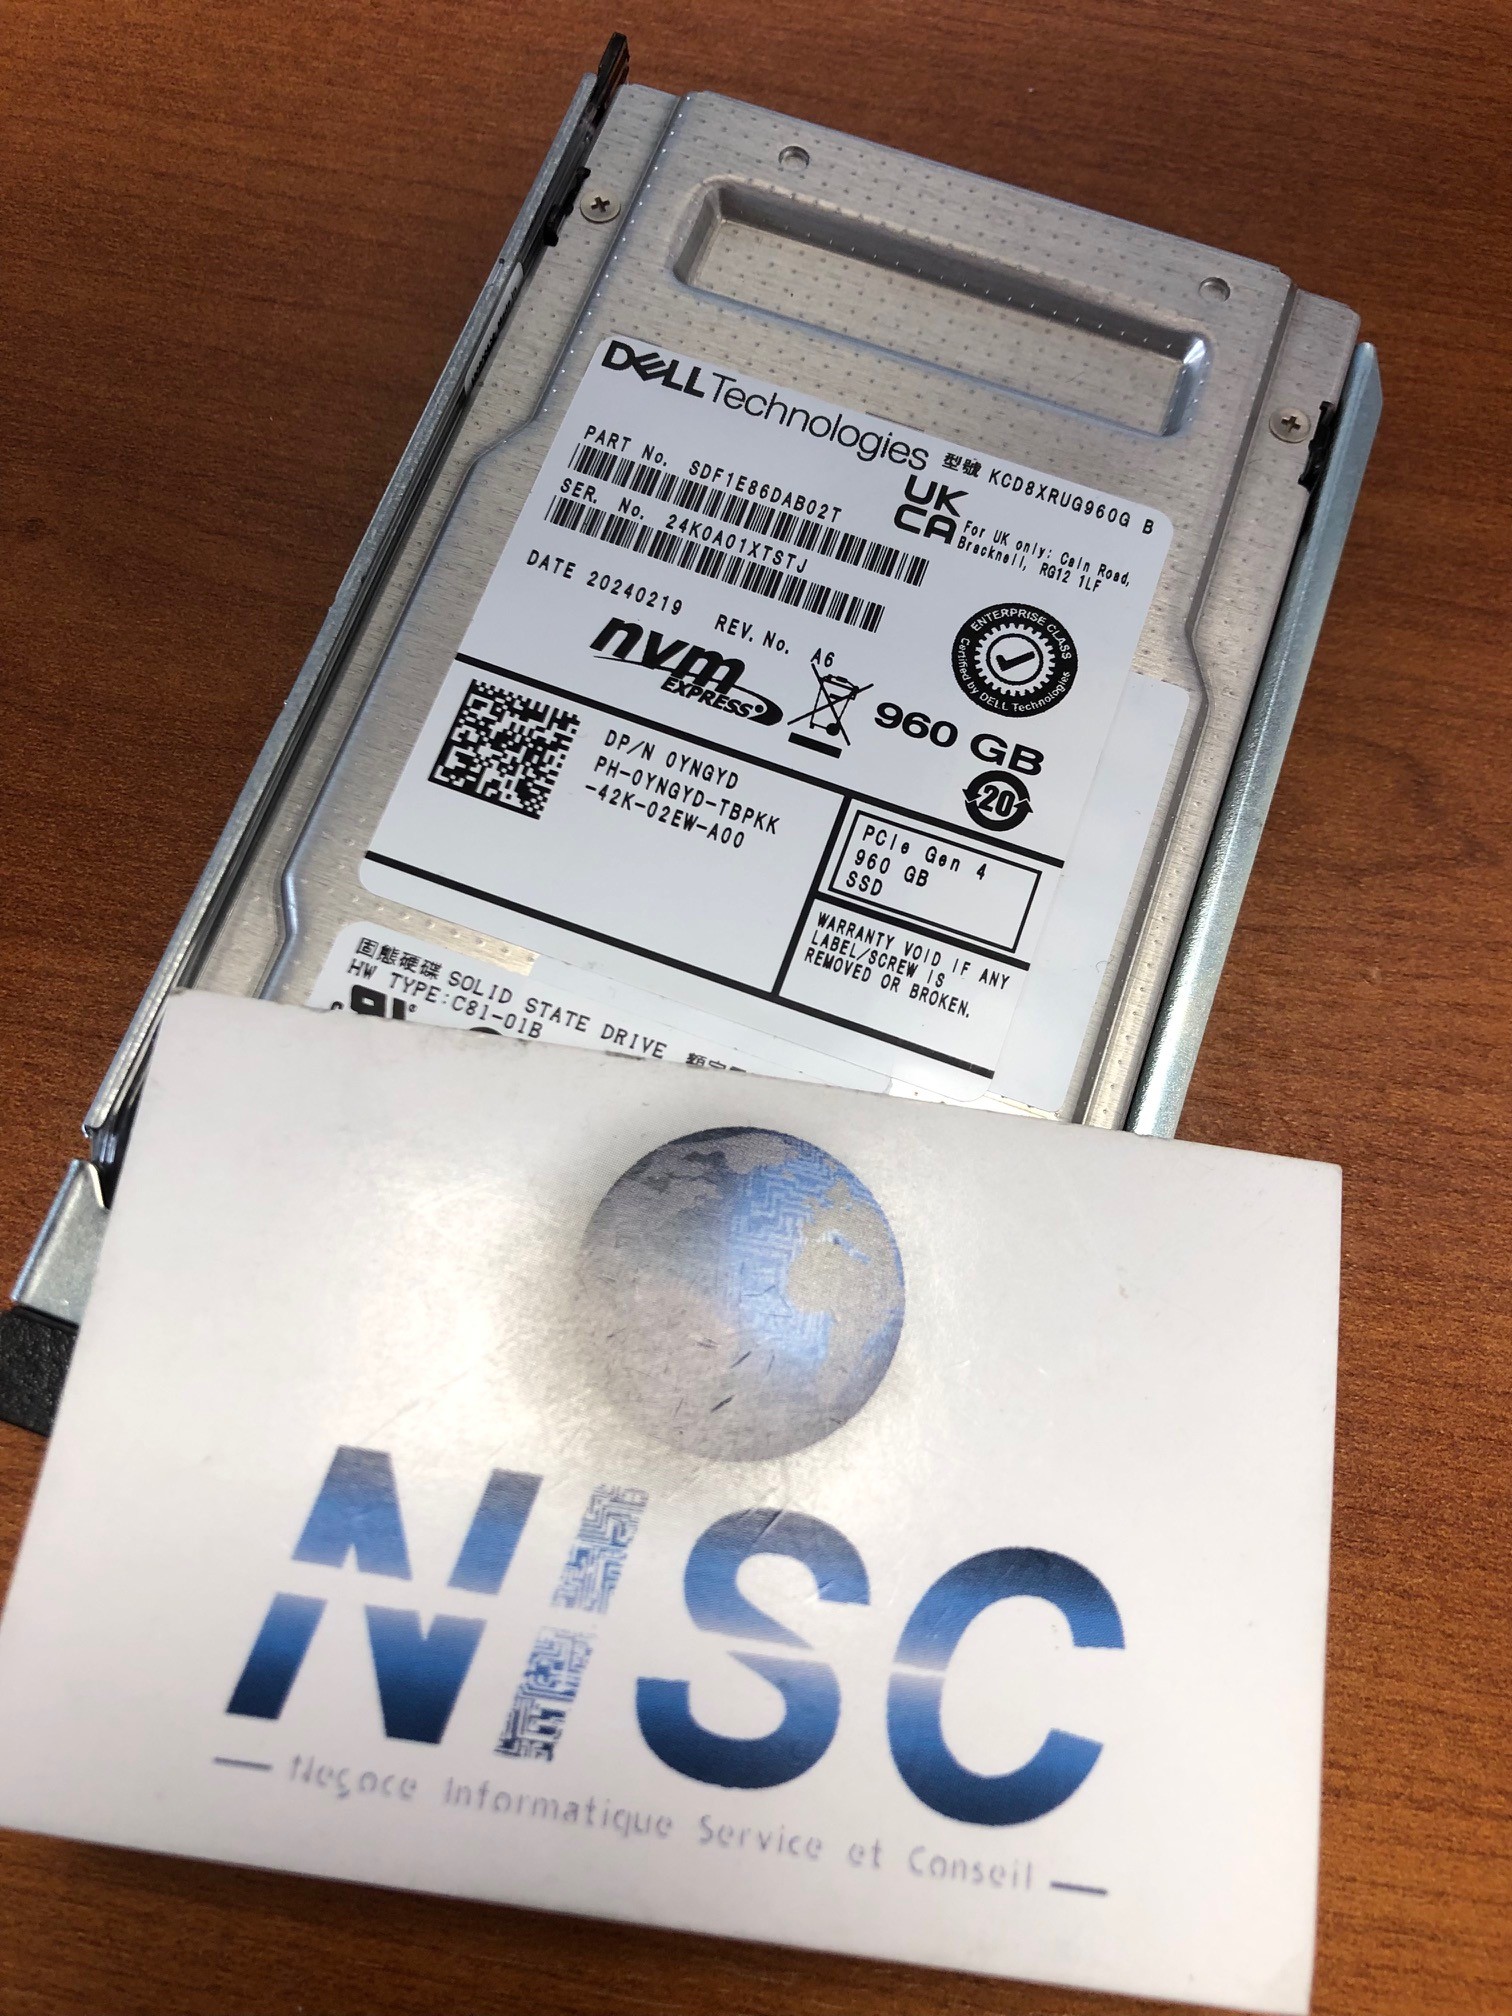 DELL Technologies
型號 KCD8XRUG960G B
PART No. SDF1E86DAB02T
UK
CA
For UK only: Cain Road,
Bracknell, RG12 1LF
SER. No. 24K0A01XTSTJ
DATE 20240219 REV. No. A6
nvm
EXPRESS®
960 GB
ENTERPRISE CLASS
Certified by DELL Technologies
20
DP/N 0YNGYD
PH-0YNGYD-TBPKK
-42K-02EW-A00
PCIe Gen 4
960 GB
SSD
WARRANTY VOID IF ANY
LABEL/SCREW IS
REMOVED OR BROKEN.
固態硬碟 SOLID STATE DRIVE
HW TYPE:C81-01B
NISC
Negoce Informatique Service et Conseil